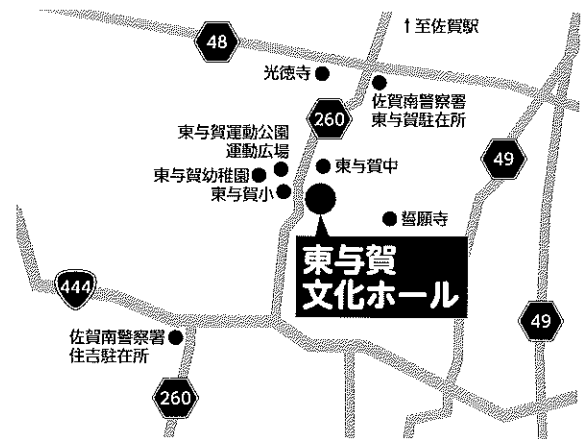 ↑至佐賀駅
48
光徳寺
佐賀南警察署
東与賀駐在所
260
東与賀運動公園
運動広場
東与賀中
49
東与賀幼稚園
東与賀小
誓願寺
東与賀
文化ホール
444
49
佐賀南警察署
住吉駐在所
260